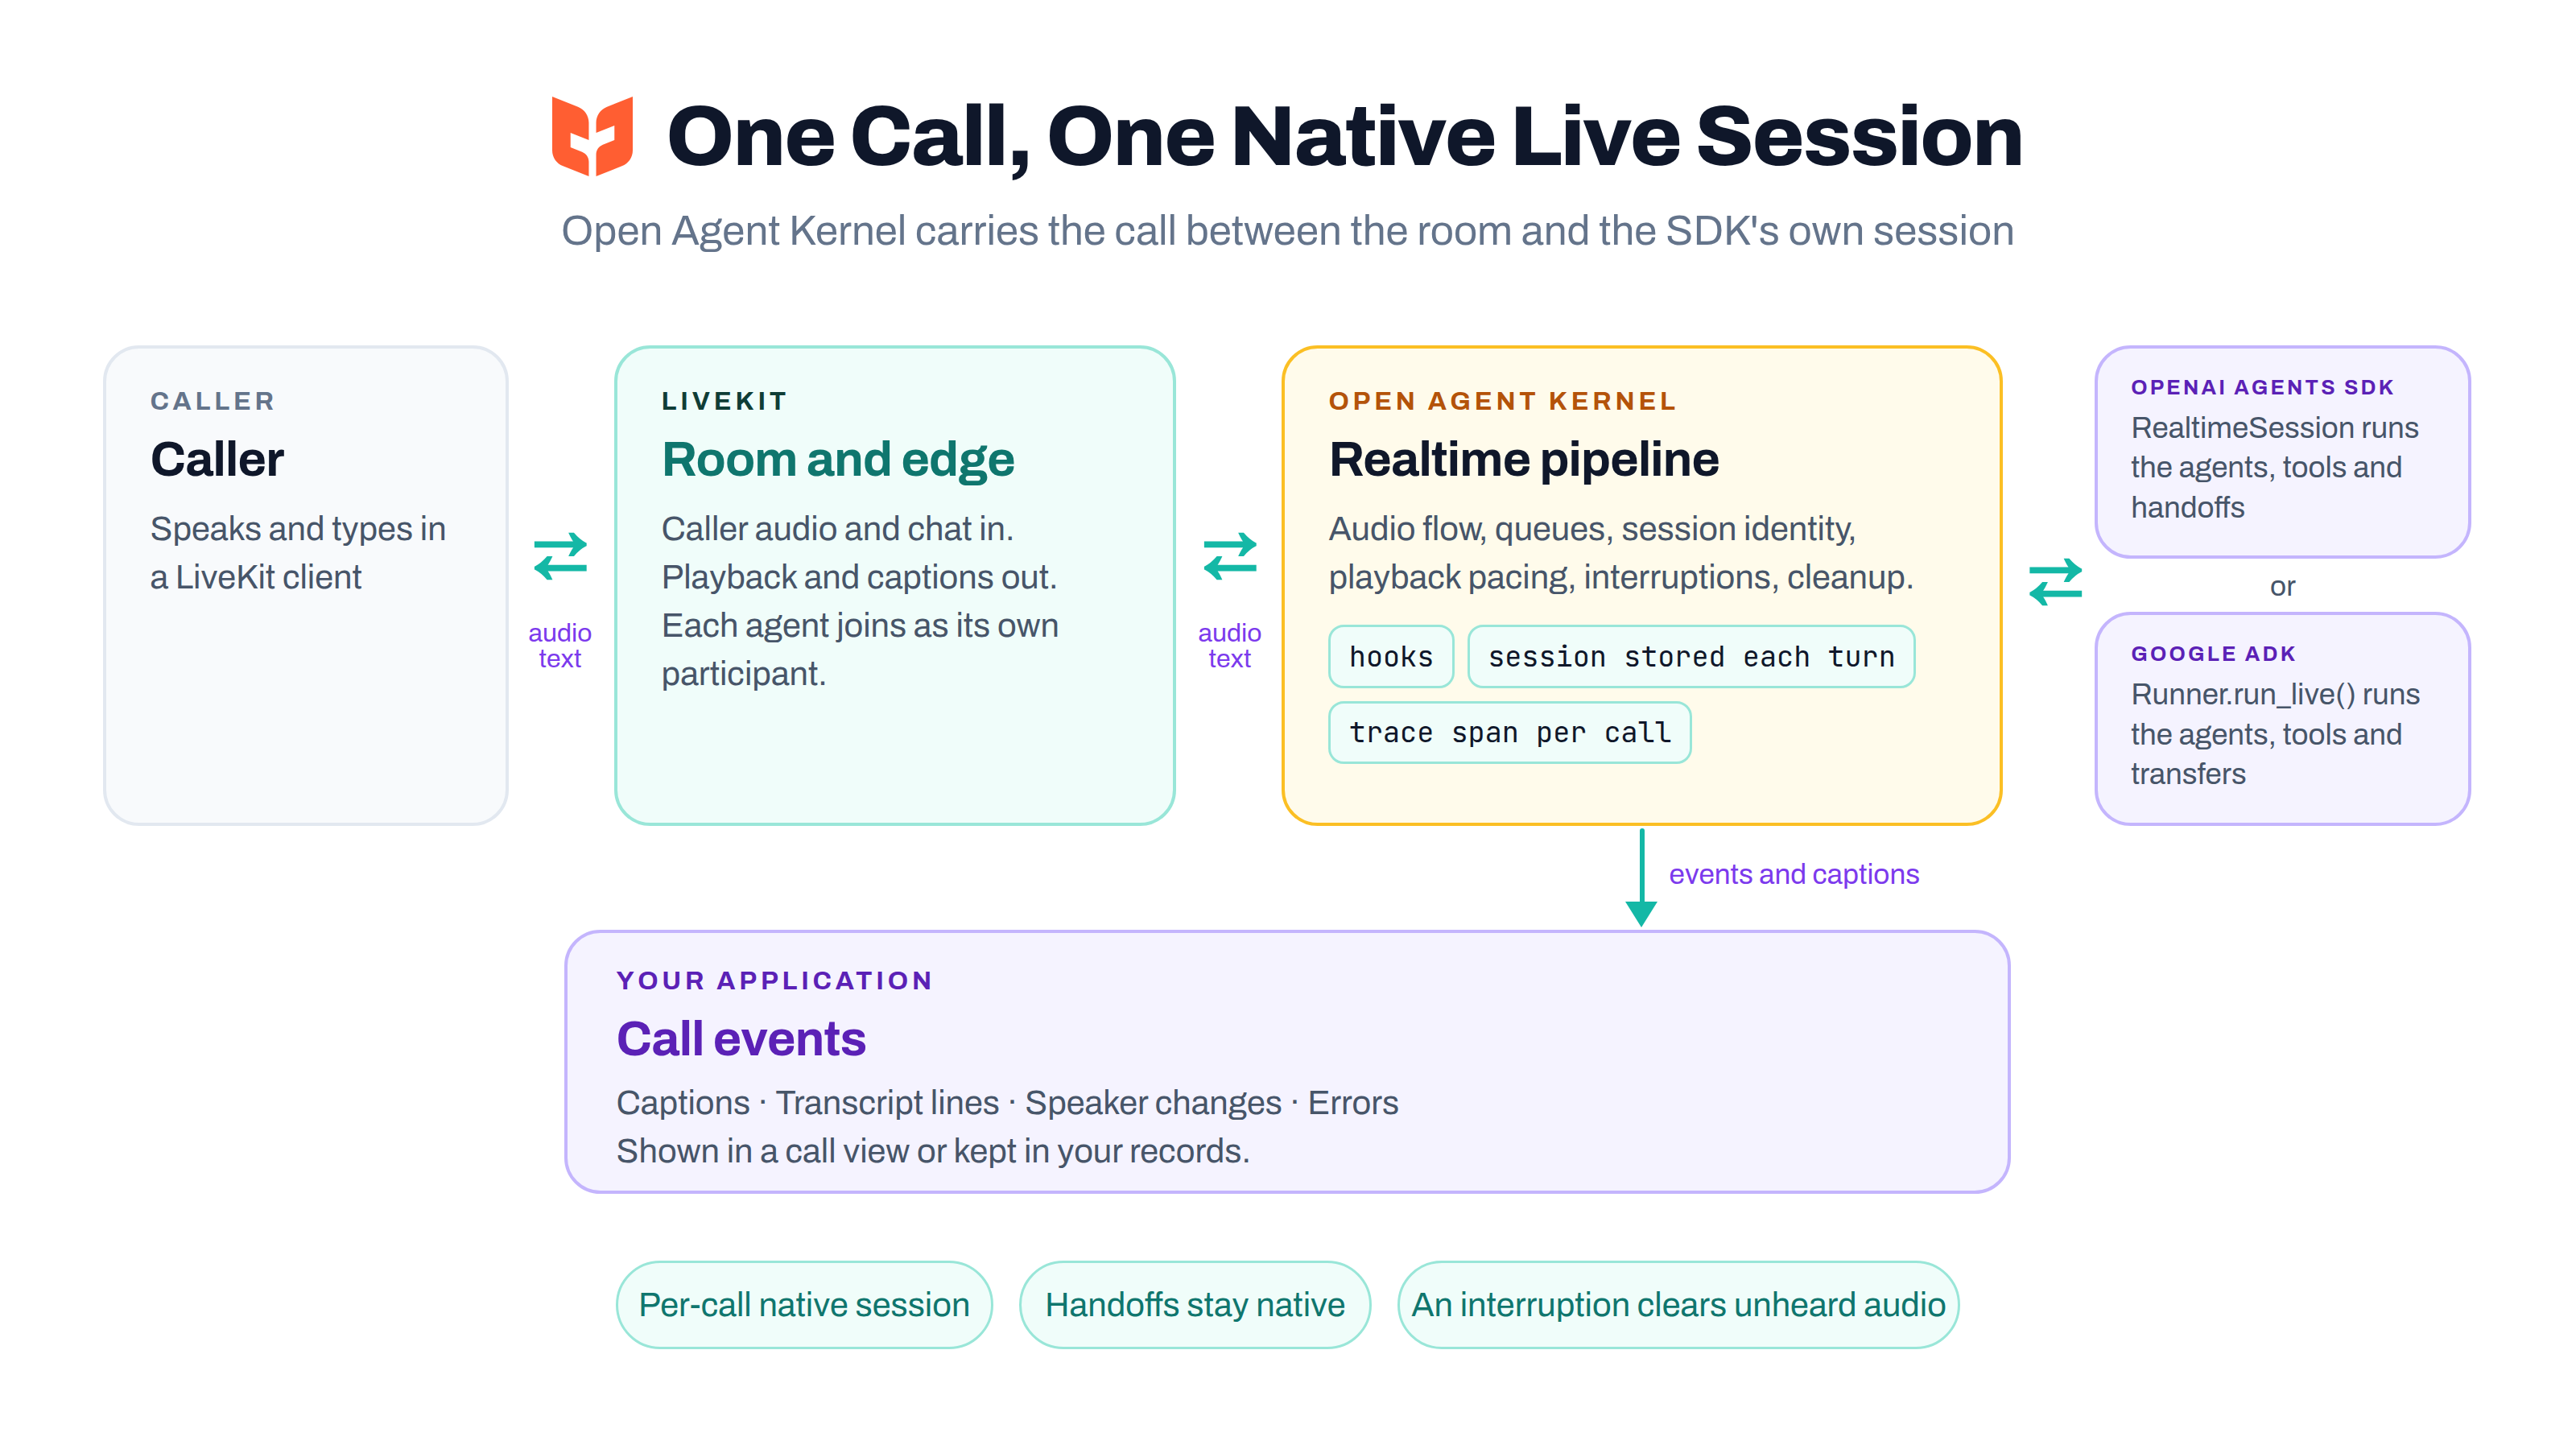 One Call, One Native Live Session
Open Agent Kernel carries the call between the room and the SDK's own session
CALLER
Caller
Speaks and types in
a LiveKit client
audio
text
LIVEKIT
Room and edge
Caller audio and chat in.
Playback and captions out.
Each agent joins as its own
participant.
audio
text
OPEN AGENT KERNEL
Realtime pipeline
Audio flow, queues, session identity,
playback pacing, interruptions, cleanup.
hooks
session stored each turn
trace span per call
OPENAI AGENTS SDK
RealtimeSession runs
the agents, tools and
handoffs
or
GOOGLE ADK
Runner.run_live() runs
the agents, tools and
transfers
events and captions
YOUR APPLICATION
Call events
Captions · Transcript lines · Speaker changes · Errors
Shown in a call view or kept in your records.
Per-call native session
Handoffs stay native
An interruption clears unheard audio